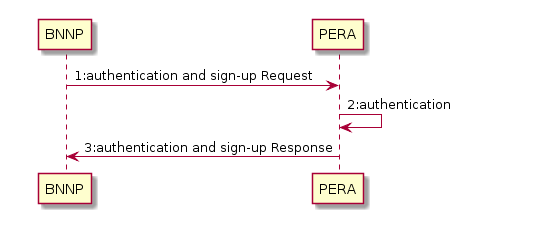 BNNP
PERA
1:authentication and sign-up Request
2:authentication
3:authentication and sign-up Response
BNNP
PERA